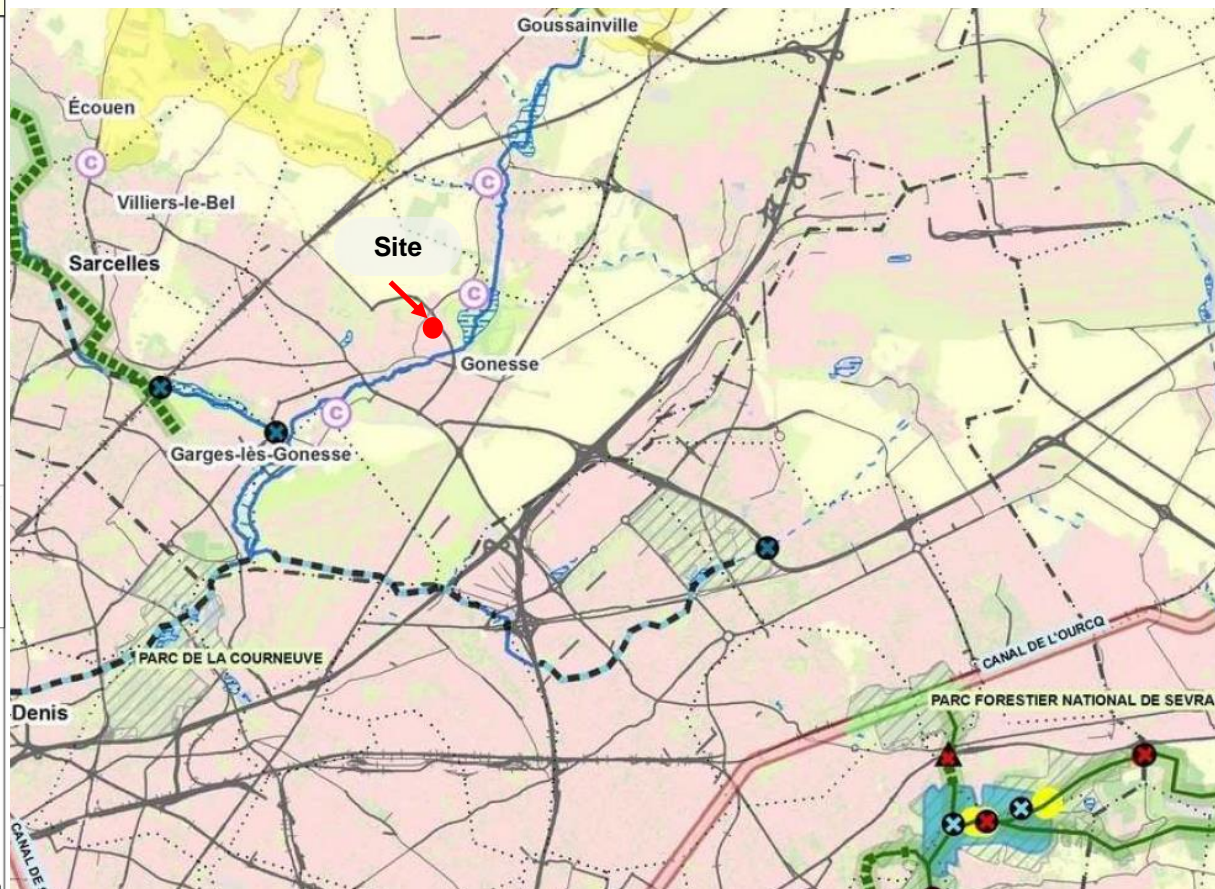 Goussainville
Écouen
C
C
Villiers-le-Bel
Site
Sarcelles
C
Gonesse
C
Garges-lès-Gonesse
CANAL DE L'OURCQ
PARC DE LA COURNEUVE
PARC FORESTIER NATIONAL DE SEVRA
Denis
CANAL DE S